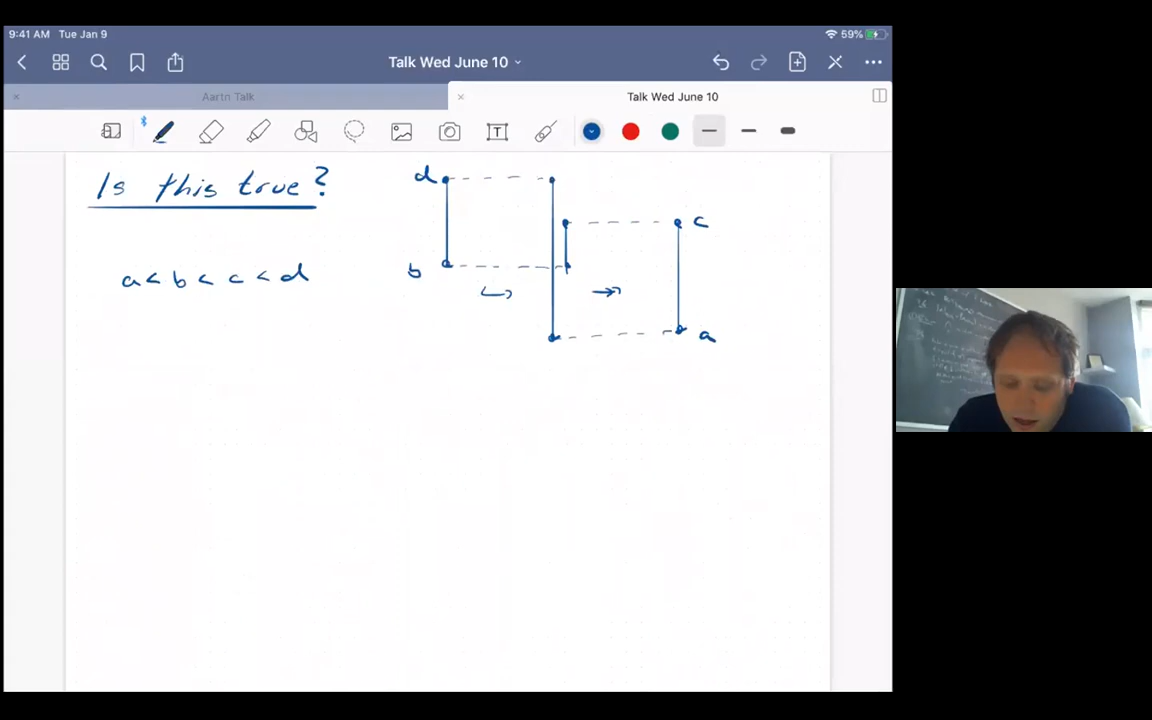 9:41 AM Tue Jan 9
59%
Talk Wed June 10
Aartn Talk
Talk Wed June 10
T
Is this true?
d
c
b
a < b < c < d
a